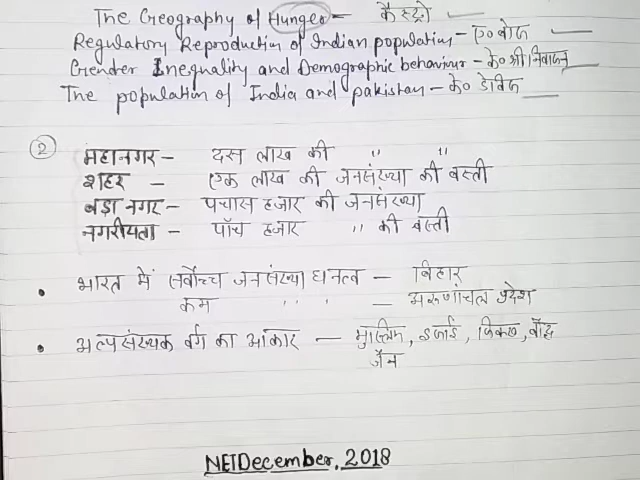 The Geography of Hunger - कैस्ट्रो
Regulatory Reproduction of Indian population - ए० बोज
Gender Inequality and Demographic behaviour - के० श्रीनिवासन
The population of India and pakistan - के० डेविज
2
महानगर - दस लाख की " "
शहर - एक लाख की जनसंख्या की बस्ती
बड़ा नगर - पचास हजार की जनसंख्या
नगरीयता - पाँच हजार " की बस्ती
• भारत में सर्वोच्च जनसंख्या घनत्व - बिहार
कम " " " - अरुणाचल प्रदेश
• अल्पसंख्यक वर्ग का आकार - मुस्लिम, इसाई, सिक्ख, बौद्ध
जैन
NETDecember, 2018